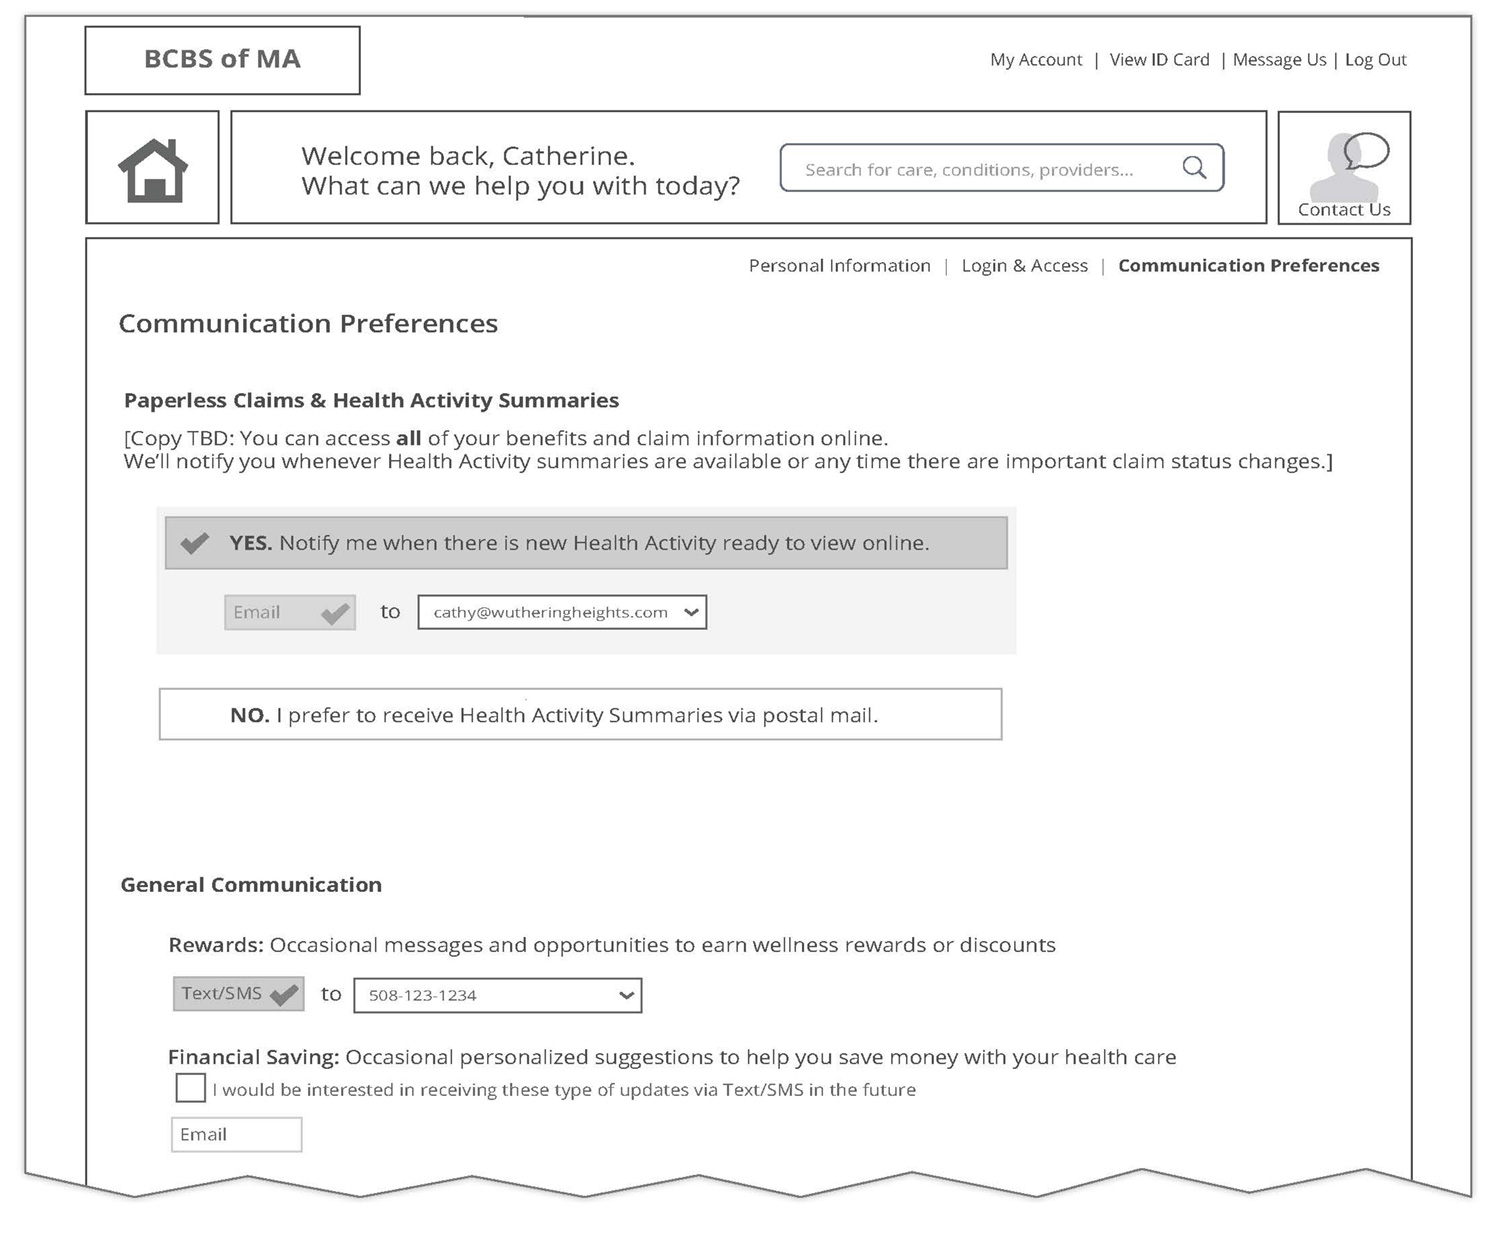 BCBS of MA
My Account | View ID Card | Message Us | Log Out
Welcome back, Catherine.
What can we help you with today?
Search for care, conditions, providers...
Contact Us
Personal Information | Login & Access | Communication Preferences
Communication Preferences
Paperless Claims & Health Activity Summaries
[Copy TBD: You can access all of your benefits and claim information online.
We'll notify you whenever Health Activity summaries are available or any time there are important claim status changes.]
YES. Notify me when there is new Health Activity ready to view online.
Email to cathy@wutheringheights.com
NO. I prefer to receive Health Activity Summaries via postal mail.
General Communication
Rewards: Occasional messages and opportunities to earn wellness rewards or discounts
Text/SMS to 508-123-1234
Financial Saving: Occasional personalized suggestions to help you save money with your health care
I would be interested in receiving these type of updates via Text/SMS in the future
Email